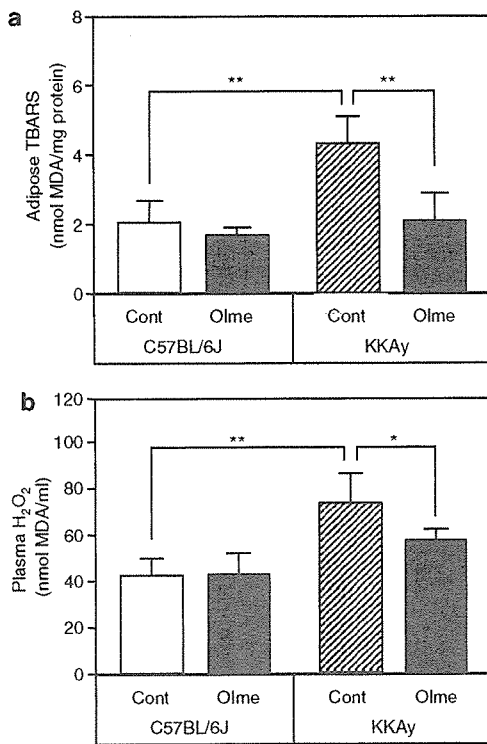 a
8
6
4
2
0
Adipose TBARS
(nmol MDA/mg protein)
** **
Cont Olme Cont Olme
C57BL/6J KKAy
b
120
100
80
60
40
20
0
Plasma H₂O₂
(nmol MDA/ml)
** *
Cont Olme Cont Olme
C57BL/6J KKAy